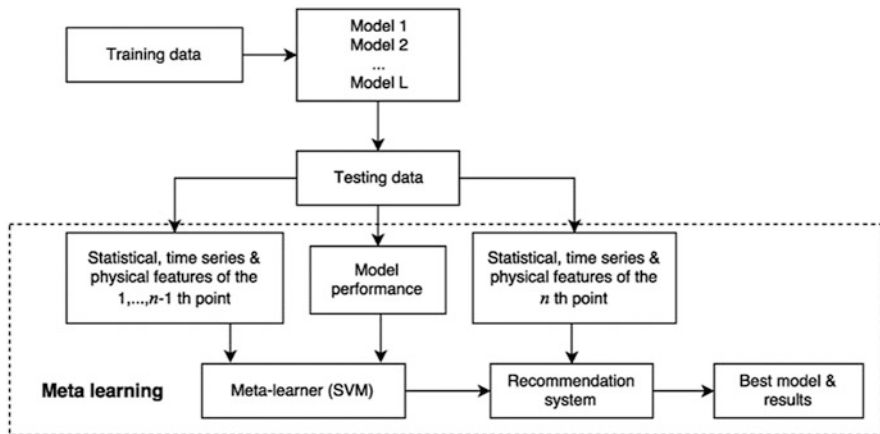 Training data
Model 1
Model 2
...
Model L
Testing data
Statistical, time series &
physical features of the
1,...,n-1 th point
Model
performance
Statistical, time series &
physical features of the
n th point
Meta learning
Meta-learner (SVM)
Recommendation
system
Best model &
results